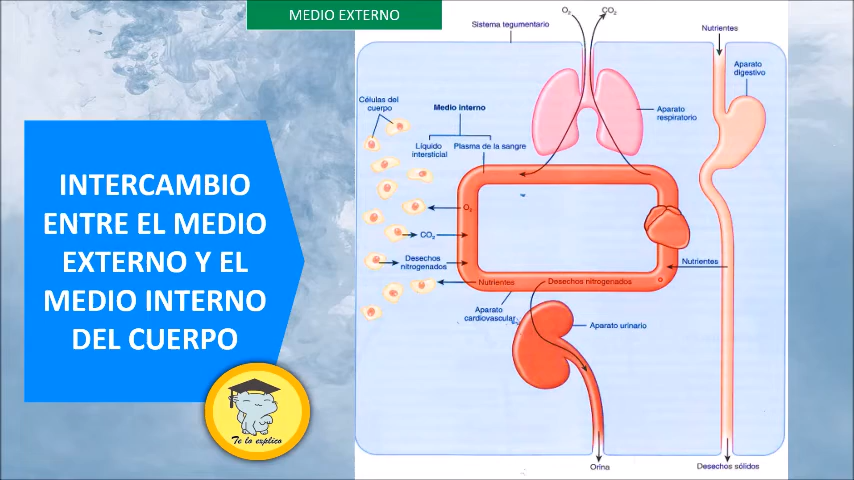 MEDIO EXTERNO
INTERCAMBIO
ENTRE EL MEDIO
EXTERNO Y EL
MEDIO INTERNO
DEL CUERPO
Te lo explico
Sistema tegumentario
O₂
CO₂
Nutrientes
Aparato
digestivo
Células del
cuerpo
Medio interno
Líquido
intersticial
Plasma de la sangre
Aparato
respiratorio
O₂
CO₂
Desechos
nitrogenados
Nutrientes
Desechos nitrogenados
Nutrientes
Aparato
cardiovascular
Aparato urinario
Orina
Desechos sólidos